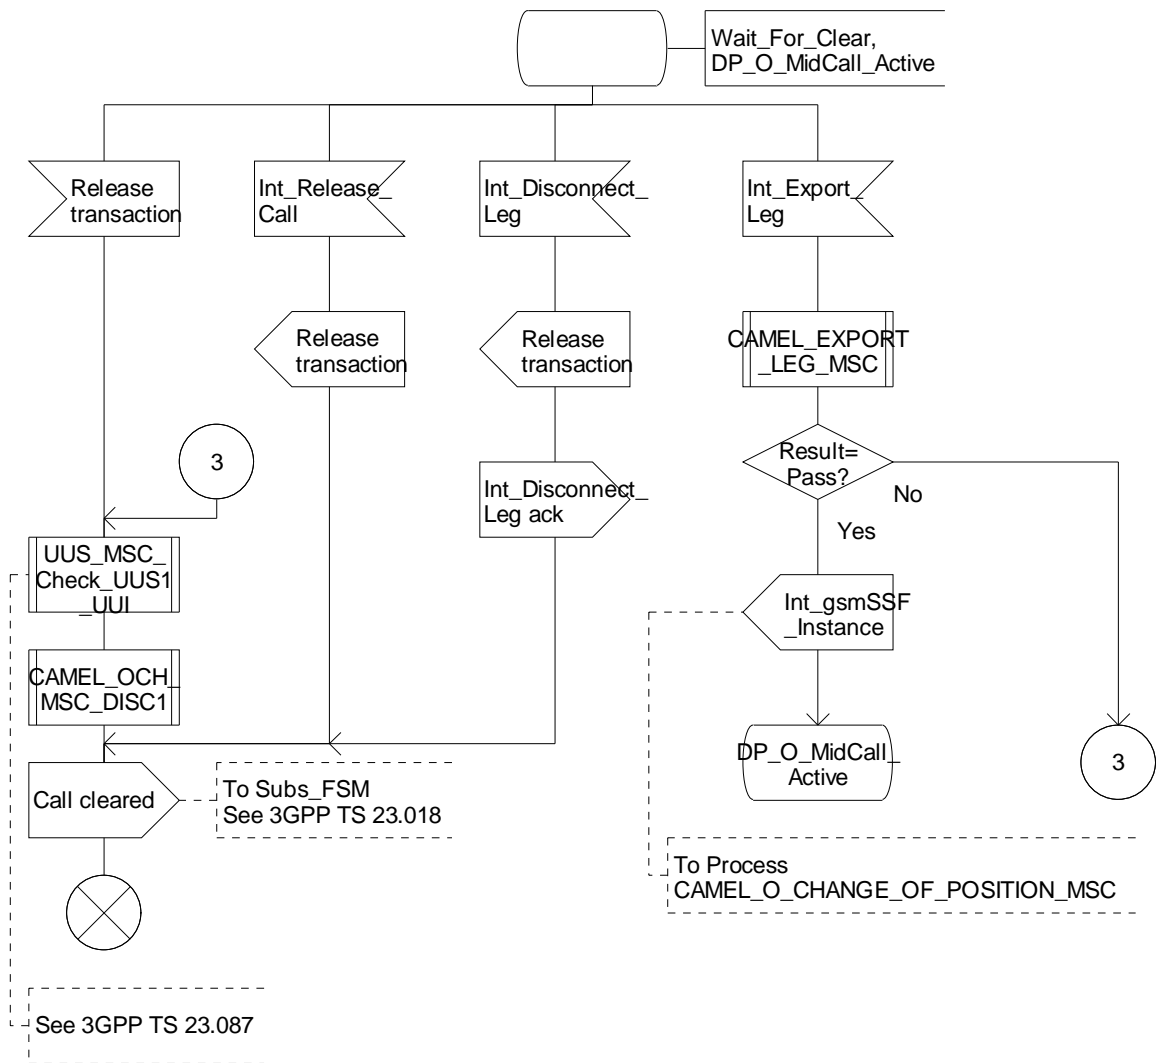 Wait_For_Clear,
DP_O_MidCall_Active
Release
transaction
Int_Release_
Call
Int_Disconnect_
Leg
Int_Export_
Leg
Release
transaction
Release
transaction
CAMEL_EXPORT
_LEG_MSC
3
Int_Disconnect_
Leg ack
Result=
Pass?
No
Yes
UUS_MSC_
Check_UUS1
_UUI
Int_gsmSSF
_Instance
CAMEL_OCH_
MSC_DISC1
DP_O_MidCall_
Active
3
Call cleared
To Subs_FSM
See 3GPP TS 23.018
To Process
CAMEL_O_CHANGE_OF_POSITION_MSC
See 3GPP TS 23.087